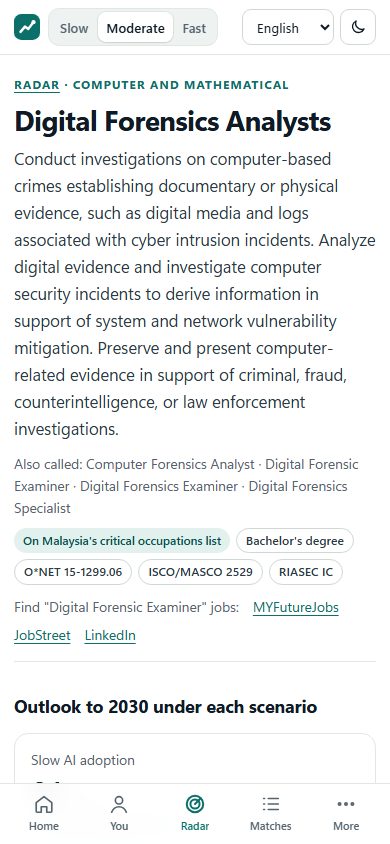 Slow Moderate Fast English
RADAR · COMPUTER AND MATHEMATICAL
Digital Forensics Analysts
Conduct investigations on computer-based
crimes establishing documentary or physical
evidence, such as digital media and logs
associated with cyber intrusion incidents. Analyze
digital evidence and investigate computer
security incidents to derive information in
support of system and network vulnerability
mitigation. Preserve and present computer-
related evidence in support of criminal, fraud,
counterintelligence, or law enforcement
investigations.
Also called: Computer Forensics Analyst · Digital Forensic
Examiner · Digital Forensics Examiner · Digital Forensics
Specialist
On Malaysia's critical occupations list Bachelor's degree
O*NET 15-1299.06 ISCO/MASCO 2529 RIASEC IC
Find "Digital Forensic Examiner" jobs: MYFutureJobs
JobStreet LinkedIn
Outlook to 2030 under each scenario
Slow AI adoption
Home You Radar Matches More